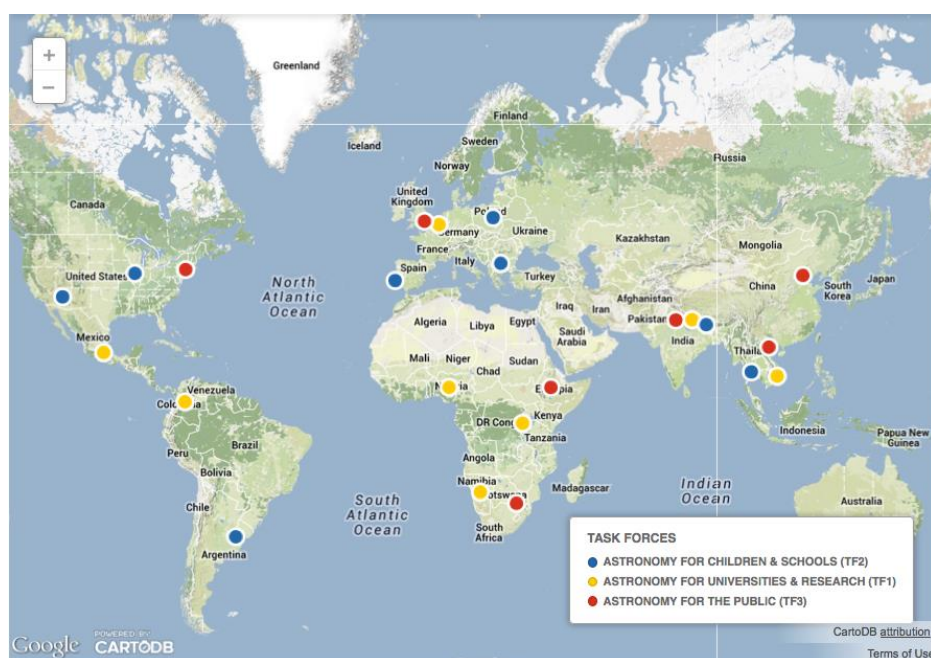 +
−
Greenland
Finland
Sweden
Iceland
Norway
Russia
Canada
United
Kingdom
Germany
Ukraine
Kazakhstan
Mongolia
France
Italy
Spain
Turkey
United States
North
Atlantic
Ocean
China
South
Korea
Japan
Iraq
Iran
Afghanistan
Pakistan
Algeria
Libya
Egypt
Saudi
Arabia
India
Mexico
Mali
Niger
Chad
Sudan
Venezuela
DR Con
Kenya
Tanzania
Indonesia
Papua New
Guinea
Peru
Brazil
Angola
Bolivia
Namibia
Madagascar
Indian
Ocean
Australia
Chile
South
Atlantic
Ocean
South
Africa
Argentina
TASK FORCES
ASTRONOMY FOR CHILDREN & SCHOOLS (TF2)
ASTRONOMY FOR UNIVERSITIES & RESEARCH (TF1)
ASTRONOMY FOR THE PUBLIC (TF3)
Google
POWERED BY
CARTODB
CartoDB attribution
Terms of Use